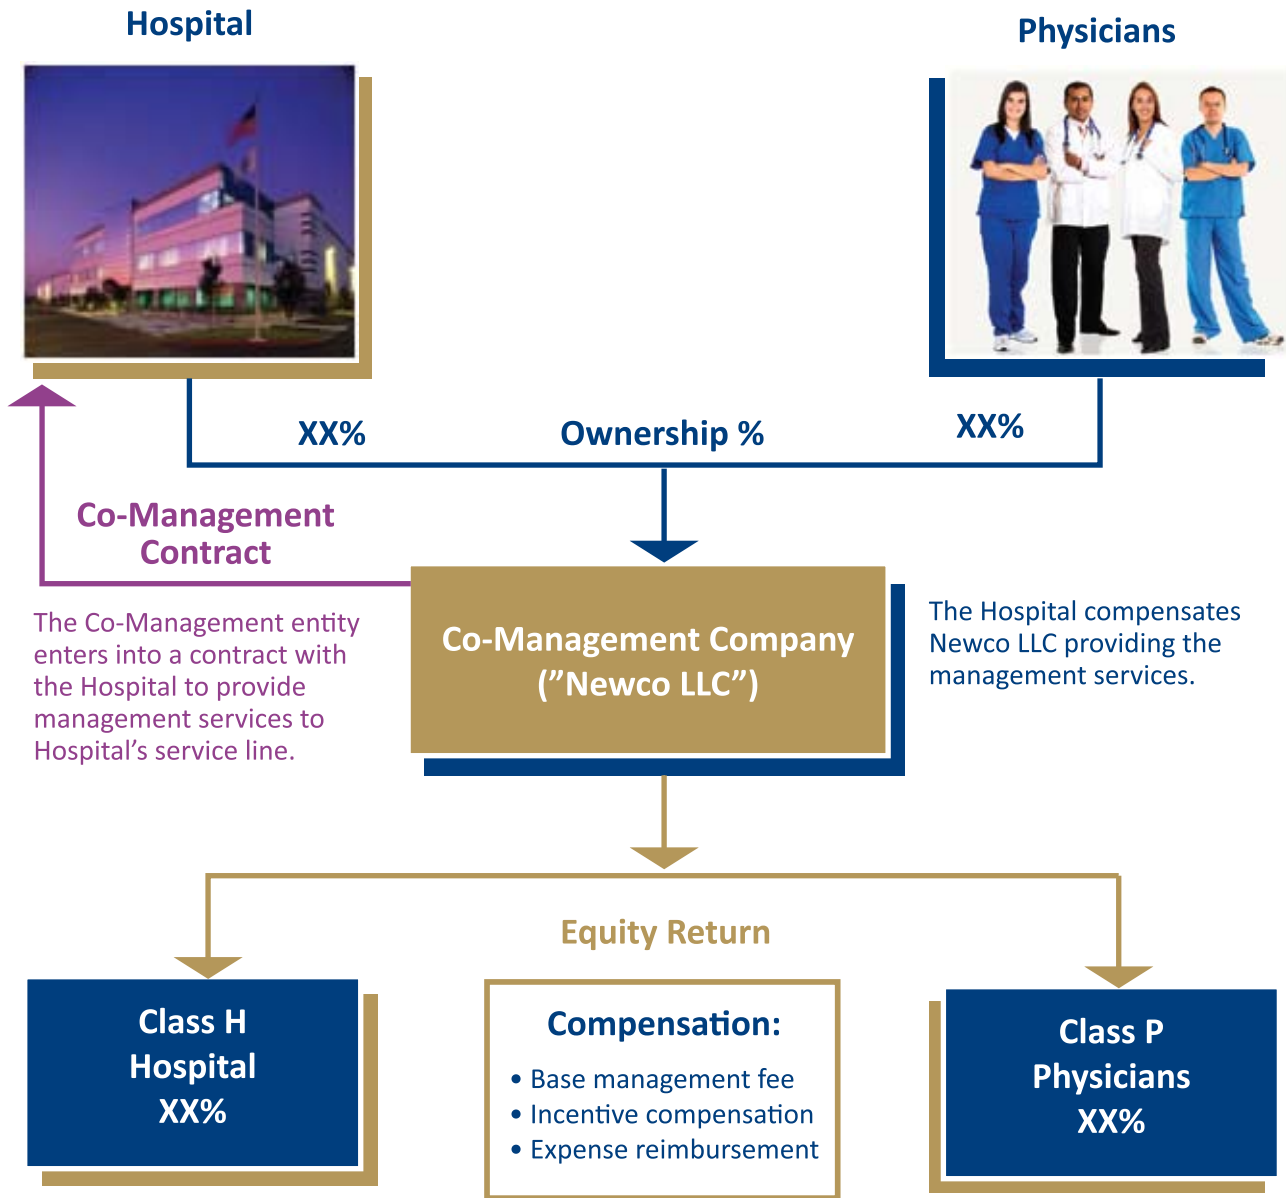 Hospital
Physicians
XX%
Ownership %
XX%
Co-Management
Contract
The Co-Management entity
enters into a contract with
the Hospital to provide
management services to
Hospital’s service line.
Co-Management Company
(”Newco LLC”)
The Hospital compensates
Newco LLC providing the
management services.
Equity Return
Class H
Hospital
XX%
Compensation:
• Base management fee
• Incentive compensation
• Expense reimbursement
Class P
Physicians
XX%